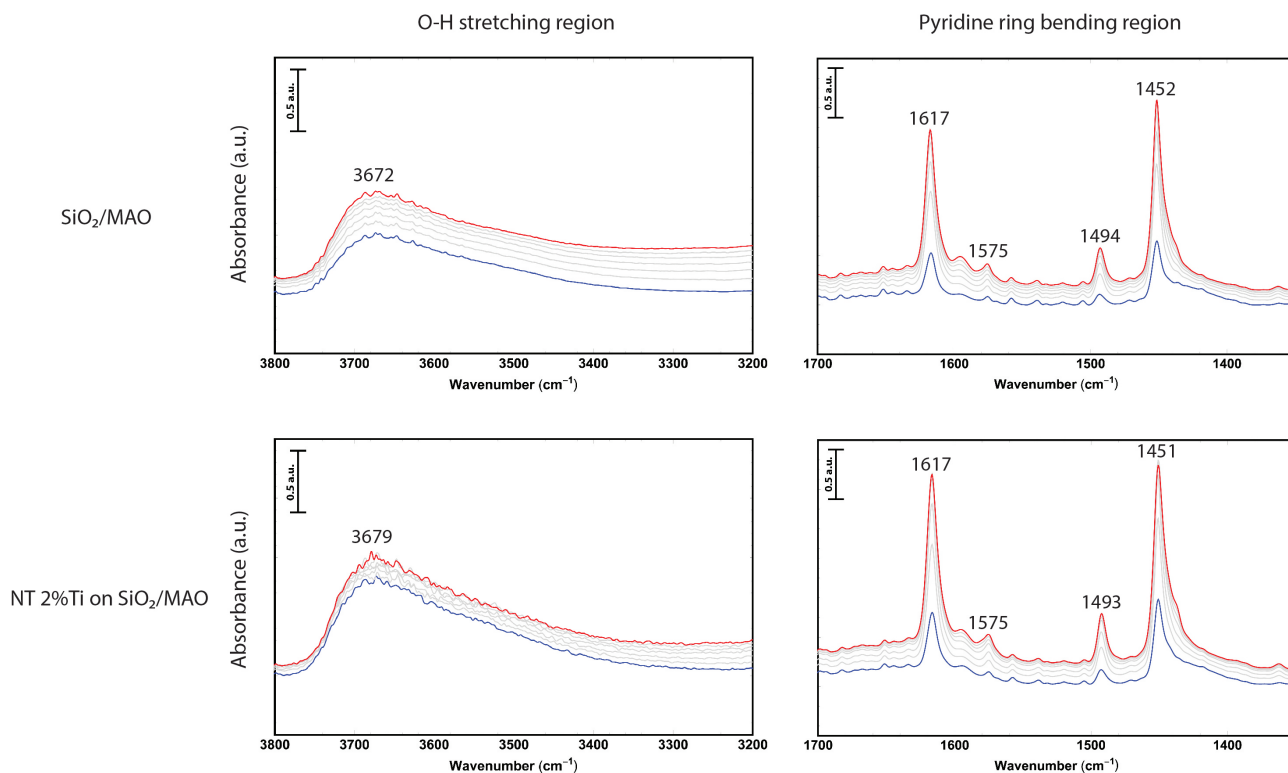 O-H stretching region
Pyridine ring bending region
SiO₂/MAO
Absorbance (a.u.)
0.5 a.u.
3672
3800 3700 3600 3500 3400 3300 3200
Wavenumber (cm⁻¹)
0.5 a.u.
1617
1575
1494
1452
1700 1600 1500 1400
Wavenumber (cm⁻¹)
NT 2%Ti on SiO₂/MAO
Absorbance (a.u.)
0.5 a.u.
3679
3800 3700 3600 3500 3400 3300 3200
Wavenumber (cm⁻¹)
0.5 a.u.
1617
1575
1493
1451
1700 1600 1500 1400
Wavenumber (cm⁻¹)